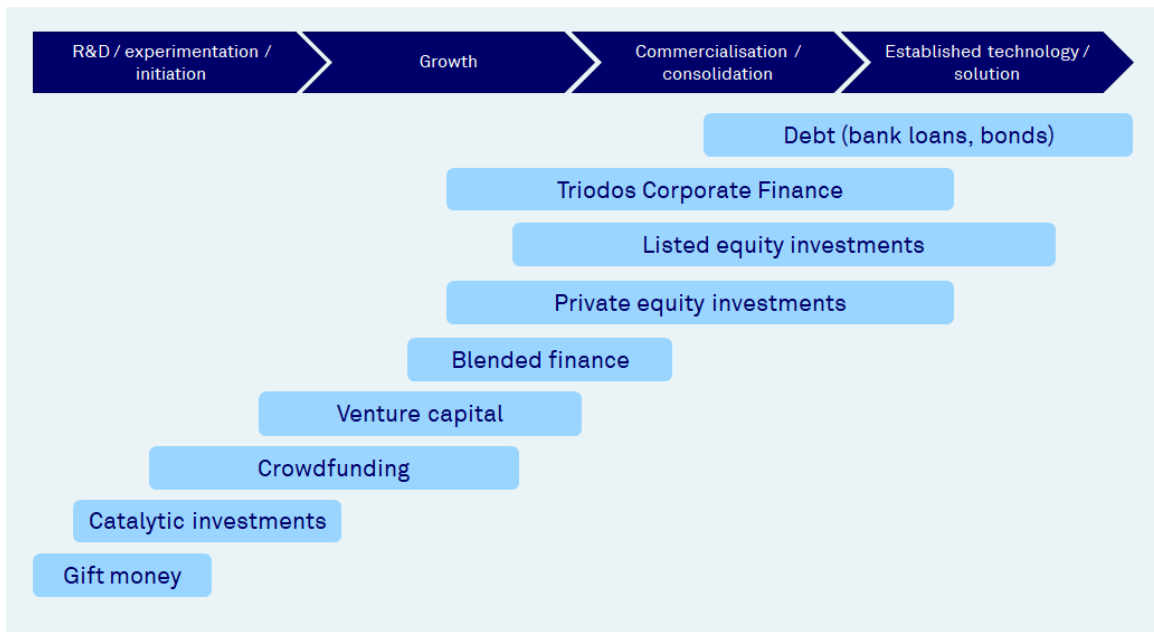 R&D / experimentation /
initiation
Growth
Commercialisation /
consolidation
Established technology /
solution
Debt (bank loans, bonds)
Triodos Corporate Finance
Listed equity investments
Private equity investments
Blended finance
Venture capital
Crowdfunding
Catalytic investments
Gift money